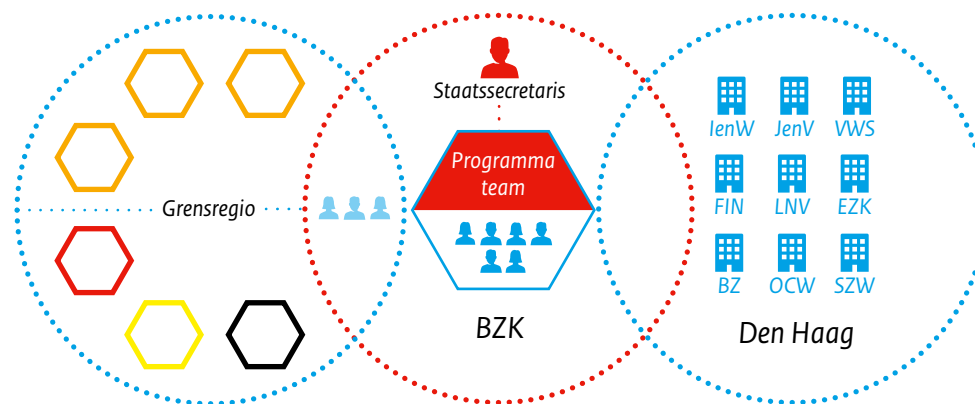 Staatssecretaris
Programma
team
Grensregio
BZK
IenW JenV VWS
FIN LNV EZK
BZ OCW SZW
Den Haag